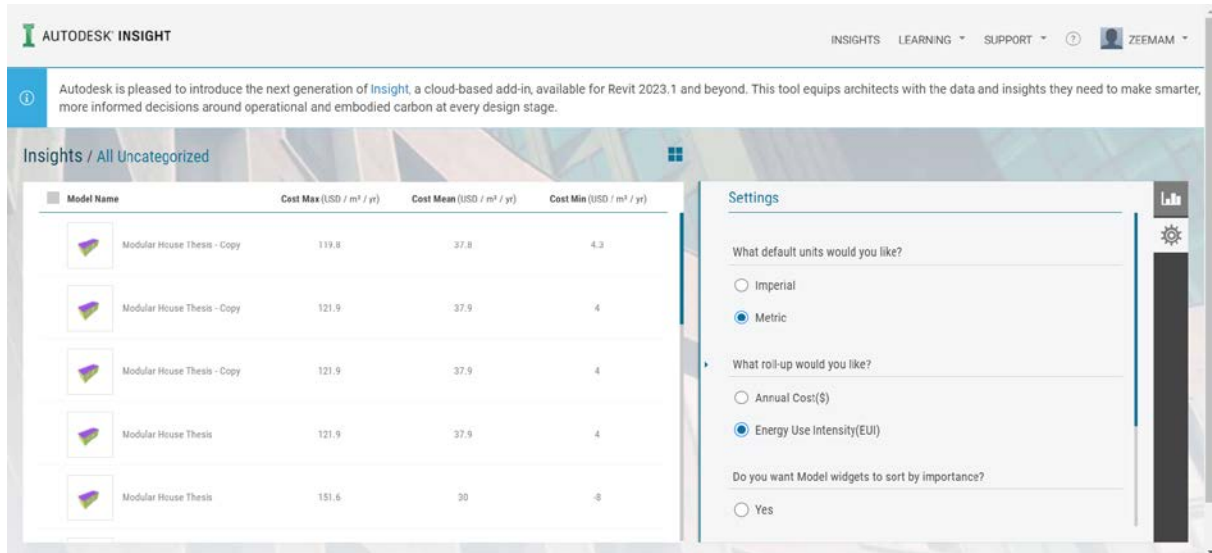 AUTODESK® INSIGHT
INSIGHTS LEARNING SUPPORT ? ZEEMAM
Autodesk is pleased to introduce the next generation of Insight, a cloud-based add-in, available for Revit 2023.1 and beyond. This tool equips architects with the data and insights they need to make smarter,
more informed decisions around operational and embodied carbon at every design stage.
Insights / All Uncategorized
Model Name Cost Max (USD / m² / yr) Cost Mean (USD / m² / yr) Cost Min (USD / m² / yr)
Modular House Thesis - Copy 119.8 37.8 4.3
Modular House Thesis - Copy 121.9 37.9 4
Modular House Thesis - Copy 121.9 37.9 4
Modular House Thesis 121.9 37.9 4
Modular House Thesis 151.6 30 -8
Settings
What default units would you like?
Imperial
Metric
What roll-up would you like?
Annual Cost($)
Energy Use Intensity(EUI)
Do you want Model widgets to sort by importance?
Yes